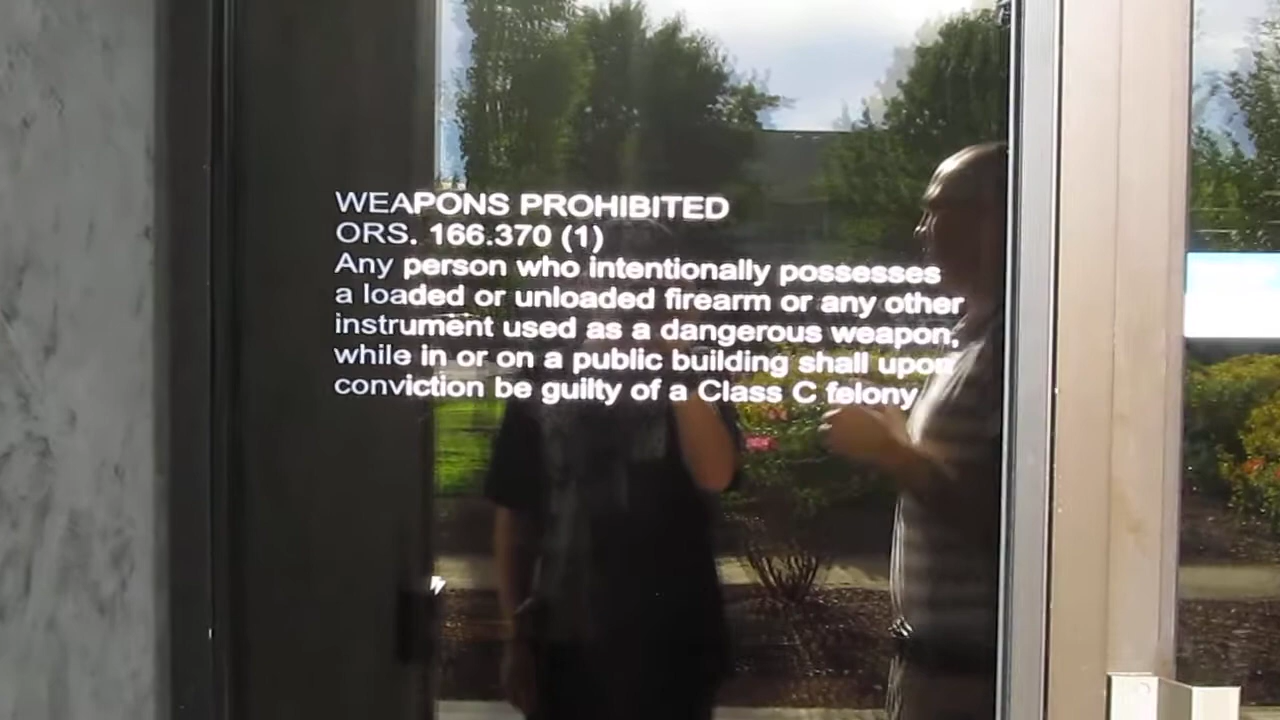 WEAPONS PROHIBITED
ORS. 166.370 (1)
Any person who intentionally possesses
a loaded or unloaded firearm or any other
instrument used as a dangerous weapon,
while in or on a public building shall upon
conviction be guilty of a Class C felony